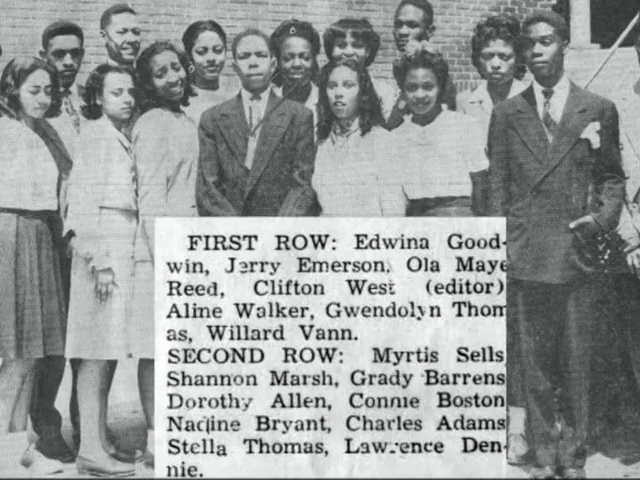 FIRST ROW: Edwina Good-
win, Jerry Emerson, Ola Maye
Reed, Clifton West (editor)
Aline Walker, Gwendolyn Thom
as, Willard Vann.
SECOND ROW: Myrtis Sells
Shannon Marsh, Grady Barrens
Dorothy Allen, Connie Boston
Nadine Bryant, Charles Adams
Stella Thomas, Lawrence Den-
nie.